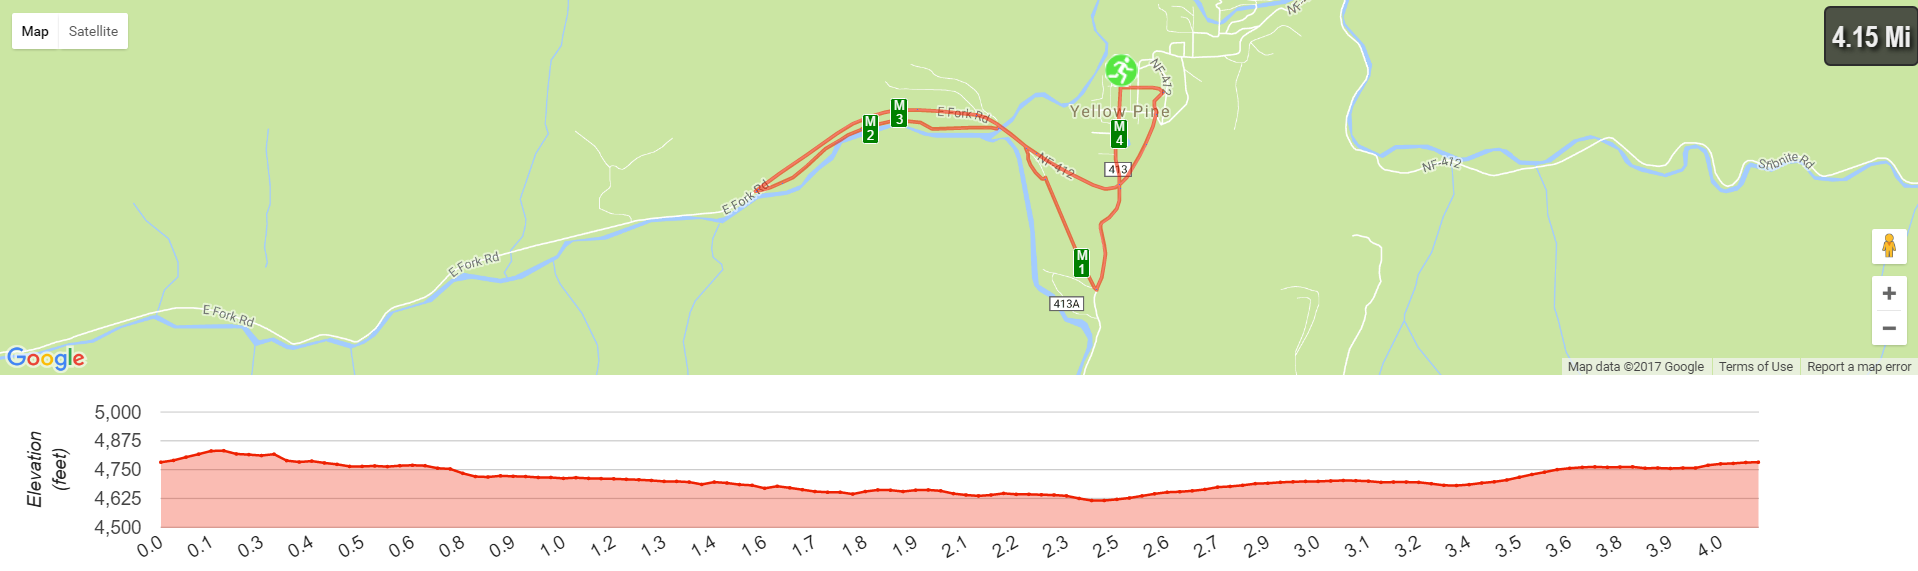 Map Satellite
4.15 Mi
NF-412
Yellow Pine
M
3
E Fork Rd
M
2
M
4
NF-412
413
NF-412
Stibnite Rd
E Fork Rd
E Fork Rd
M
1
413A
E Fork Rd
+
−
Google
Map data ©2017 Google Terms of Use Report a map error
Elevation
(feet)
5,000
4,875
4,750
4,625
4,500
0.0 0.1 0.3 0.4 0.5 0.6 0.8 0.9 1.0 1.2 1.3 1.4 1.6 1.7 1.8 1.9 2.1 2.2 2.3 2.5 2.6 2.7 2.9 3.0 3.1 3.2 3.4 3.5 3.6 3.8 3.9 4.0